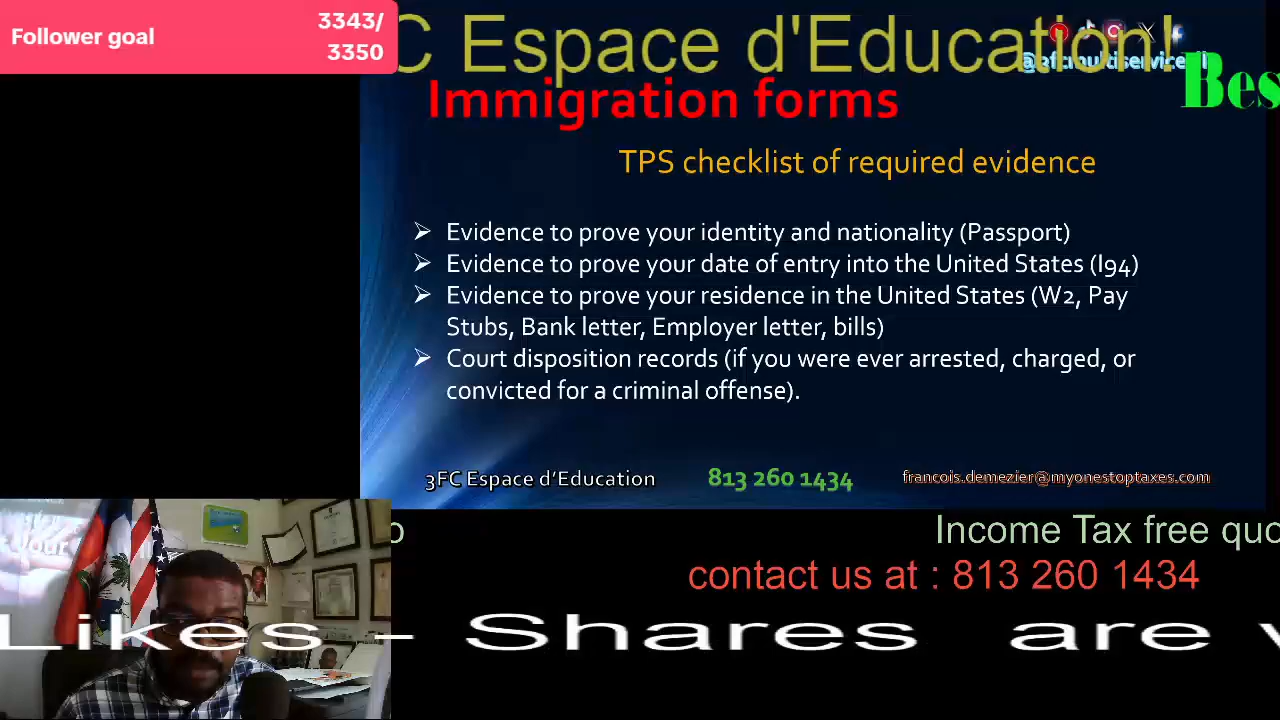 Follower goal
3343/
3350
C Espace d'Education!
@3fcmultiservicesll
Bes
Immigration forms
TPS checklist of required evidence
➢ Evidence to prove your identity and nationality (Passport)
➢ Evidence to prove your date of entry into the United States (I94)
➢ Evidence to prove your residence in the United States (W2, Pay
Stubs, Bank letter, Employer letter, bills)
➢ Court disposition records (if you were ever arrested, charged, or
convicted for a criminal offense).
3FC Espace d'Education
813 260 1434
francois.demezier@myonestoptaxes.com
o
Income Tax free quo
contact us at : 813 260 1434
Likes - Shares are v